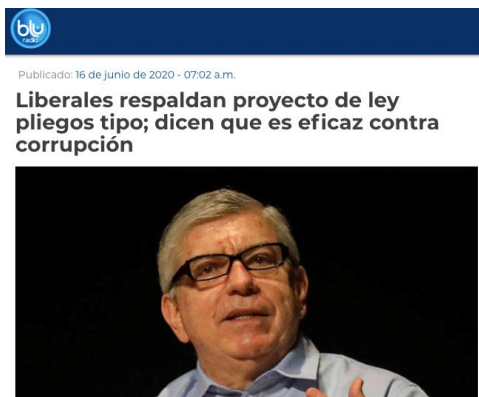 blu
radio
Publicado: 16 de junio de 2020 - 07:02 a.m.
Liberales respaldan proyecto de ley
pliegos tipo; dicen que es eficaz contra
corrupción